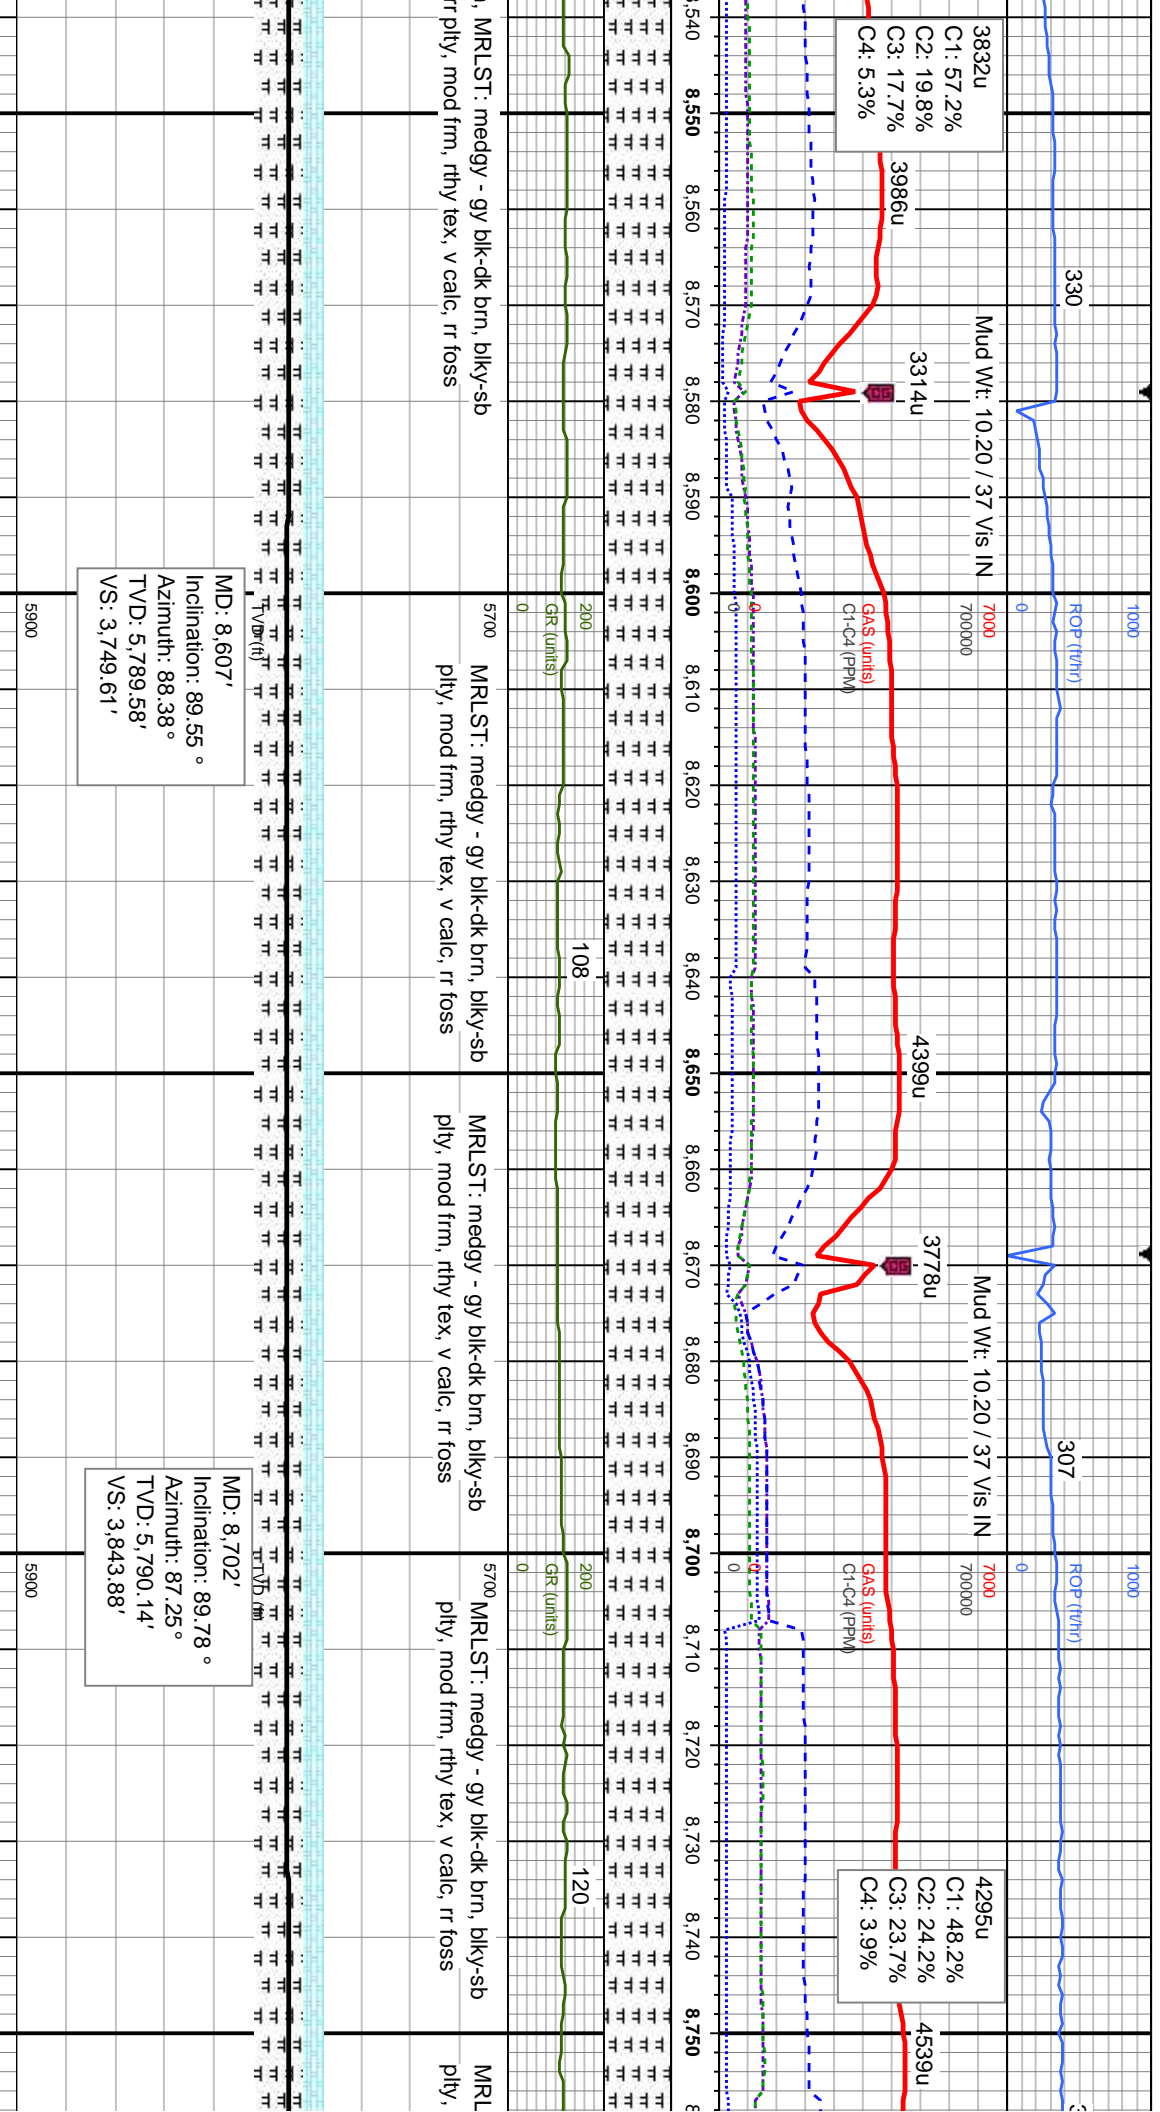 330
307
ROP (ft/hr)
0
1000
ROP (ft/hr)
0
1000
3832u
C1: 57.2%
C2: 19.8%
C3: 17.7%
C4: 5.3%
3986u
3314u
Mud Wt: 10.20 / 37 Vis IN
7000
700000
GAS (units)
C1-C4 (PPM)
0
0
4399u
3778u
Mud Wt: 10.20 / 37 Vis IN
7000
700000
GAS (units)
C1-C4 (PPM)
0
0
4295u
C1: 48.2%
C2: 24.2%
C3: 23.7%
C4: 3.9%
4539u
8,540
8,550
8,560
8,570
8,580
8,590
8,600
8,610
8,620
8,630
8,640
8,650
8,660
8,670
8,680
8,690
8,700
8,710
8,720
8,730
8,740
8,750
200
GR (units)
0
108
200
GR (units)
0
120
, MRLST: medgy - gy blk-dk brn, blky-sb
rr plty, mod frm, rthy tex, v calc, rr foss
5700
MRLST: medgy - gy blk-dk brn, blky-sb
plty, mod frm, rthy tex, v calc, rr foss
MRLST: medgy - gy blk-dk brn, blky-sb
plty, mod frm, rthy tex, v calc, rr foss
5700
MRLST: medgy - gy blk-dk brn, blky-sb
plty, mod frm, rthy tex, v calc, rr foss
MRL
plty,
TVD (ft)
MD: 8,607'
Inclination: 89.55 °
Azimuth: 88.38°
TVD: 5,789.58'
VS: 3,749.61'
5900
TVD (ft)
MD: 8,702'
Inclination: 89.78 °
Azimuth: 87.25°
TVD: 5,790.14'
VS: 3,843.88'
5900